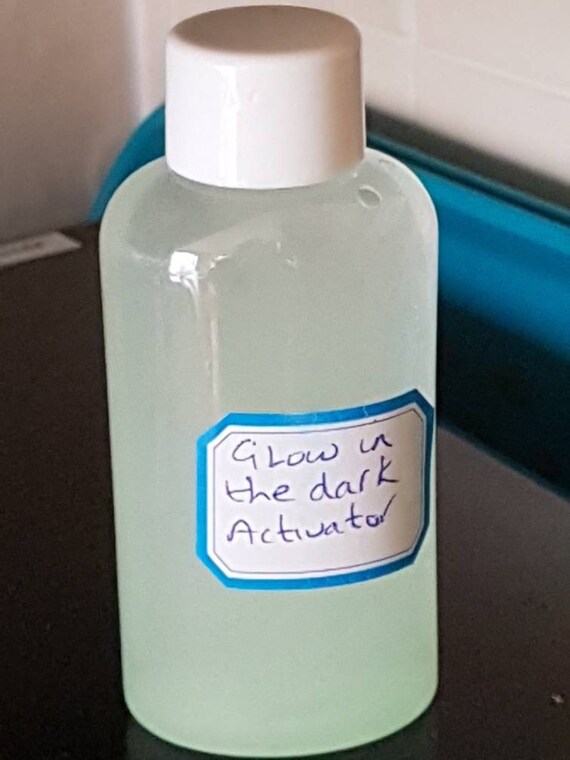 Glow in
the dark
Activator